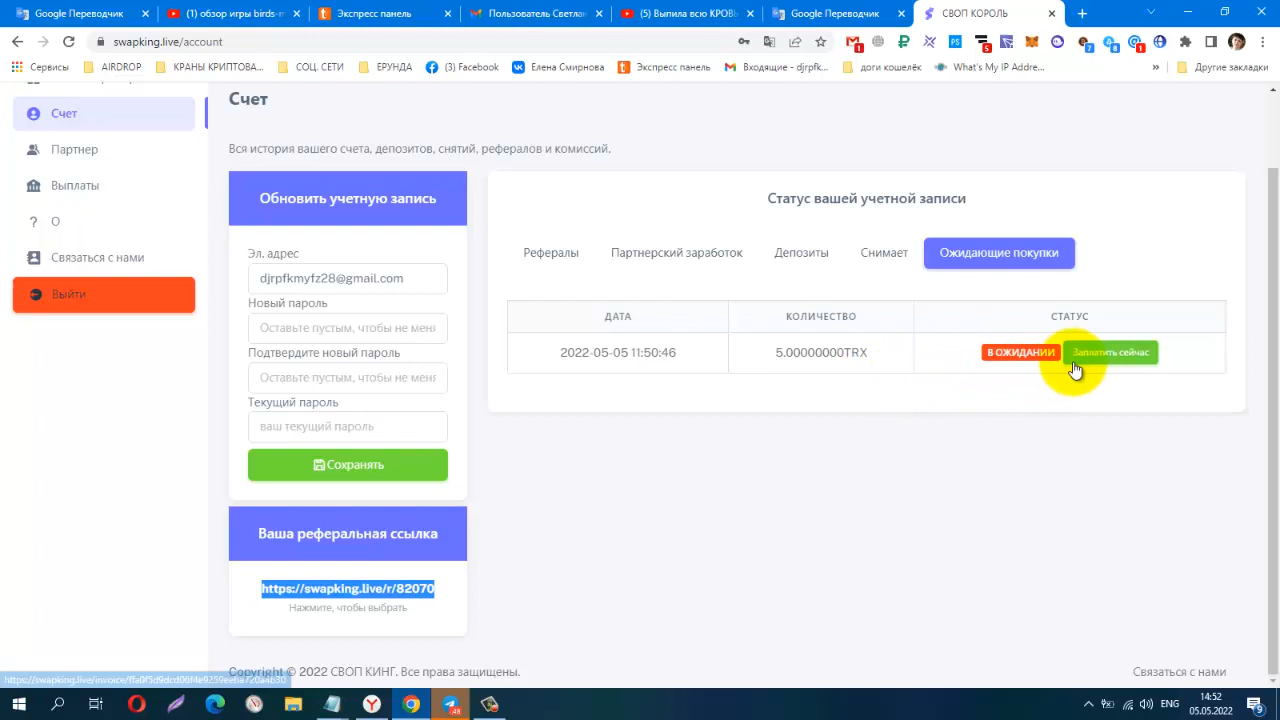 Google Переводчик
(1) обзор игры birds-m
Экспресс панель
Пользователь Светлан
(5) Выпила всю КРОВЬ
Google Переводчик
СВОП КОРОЛЬ
swapking.live/account
Сервисы
AIRDROP
КРАНЫ КРИПТОВА...
СОЦ. СЕТИ
ЕРУНДА
(3) Facebook
Елена Смирнова
Экспресс панель
Входящие - djrpfk...
доги кошелёк
What's My IP Addre...
»
Другие закладки
Счет
Партнер
Выплаты
? О
Связаться с нами
Выйти
Счет
Вся история вашего счета, депозитов, снятий, рефералов и комиссий.
Обновить учетную запись
Эл. адрес
djrpfkmyfz28@gmail.com
Новый пароль
Оставьте пустым, чтобы не меня
Подтвердите новый пароль
Оставьте пустым, чтобы не меня
Текущий пароль
ваш текущий пароль
Сохранять
Ваша реферальная ссылка
https://swapking.live/r/82070
Нажмите, чтобы выбрать
Статус вашей учетной записи
Рефералы
Партнерский заработок
Депозиты
Снимает
Ожидающие покупки
ДАТА
КОЛИЧЕСТВО
СТАТУС
2022-05-05 11:50:46
5.00000000TRX
В ОЖИДАНИИ
Заплатить сейчас
Copyright © 2022 СВОП КИНГ. Все права защищены.
Связаться с нами
ENG
14:52
05.05.2022